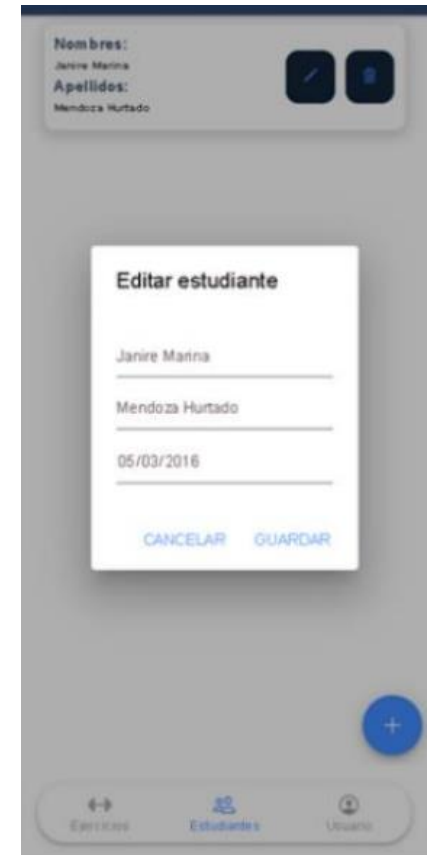 Nombres:
Janire Marina
Apellidos:
Mendoza Hurtado
Editar estudiante
Janire Marina
Mendoza Hurtado
05/03/2016
CANCELAR GUARDAR
Ejercicios Estudiantes Usuario